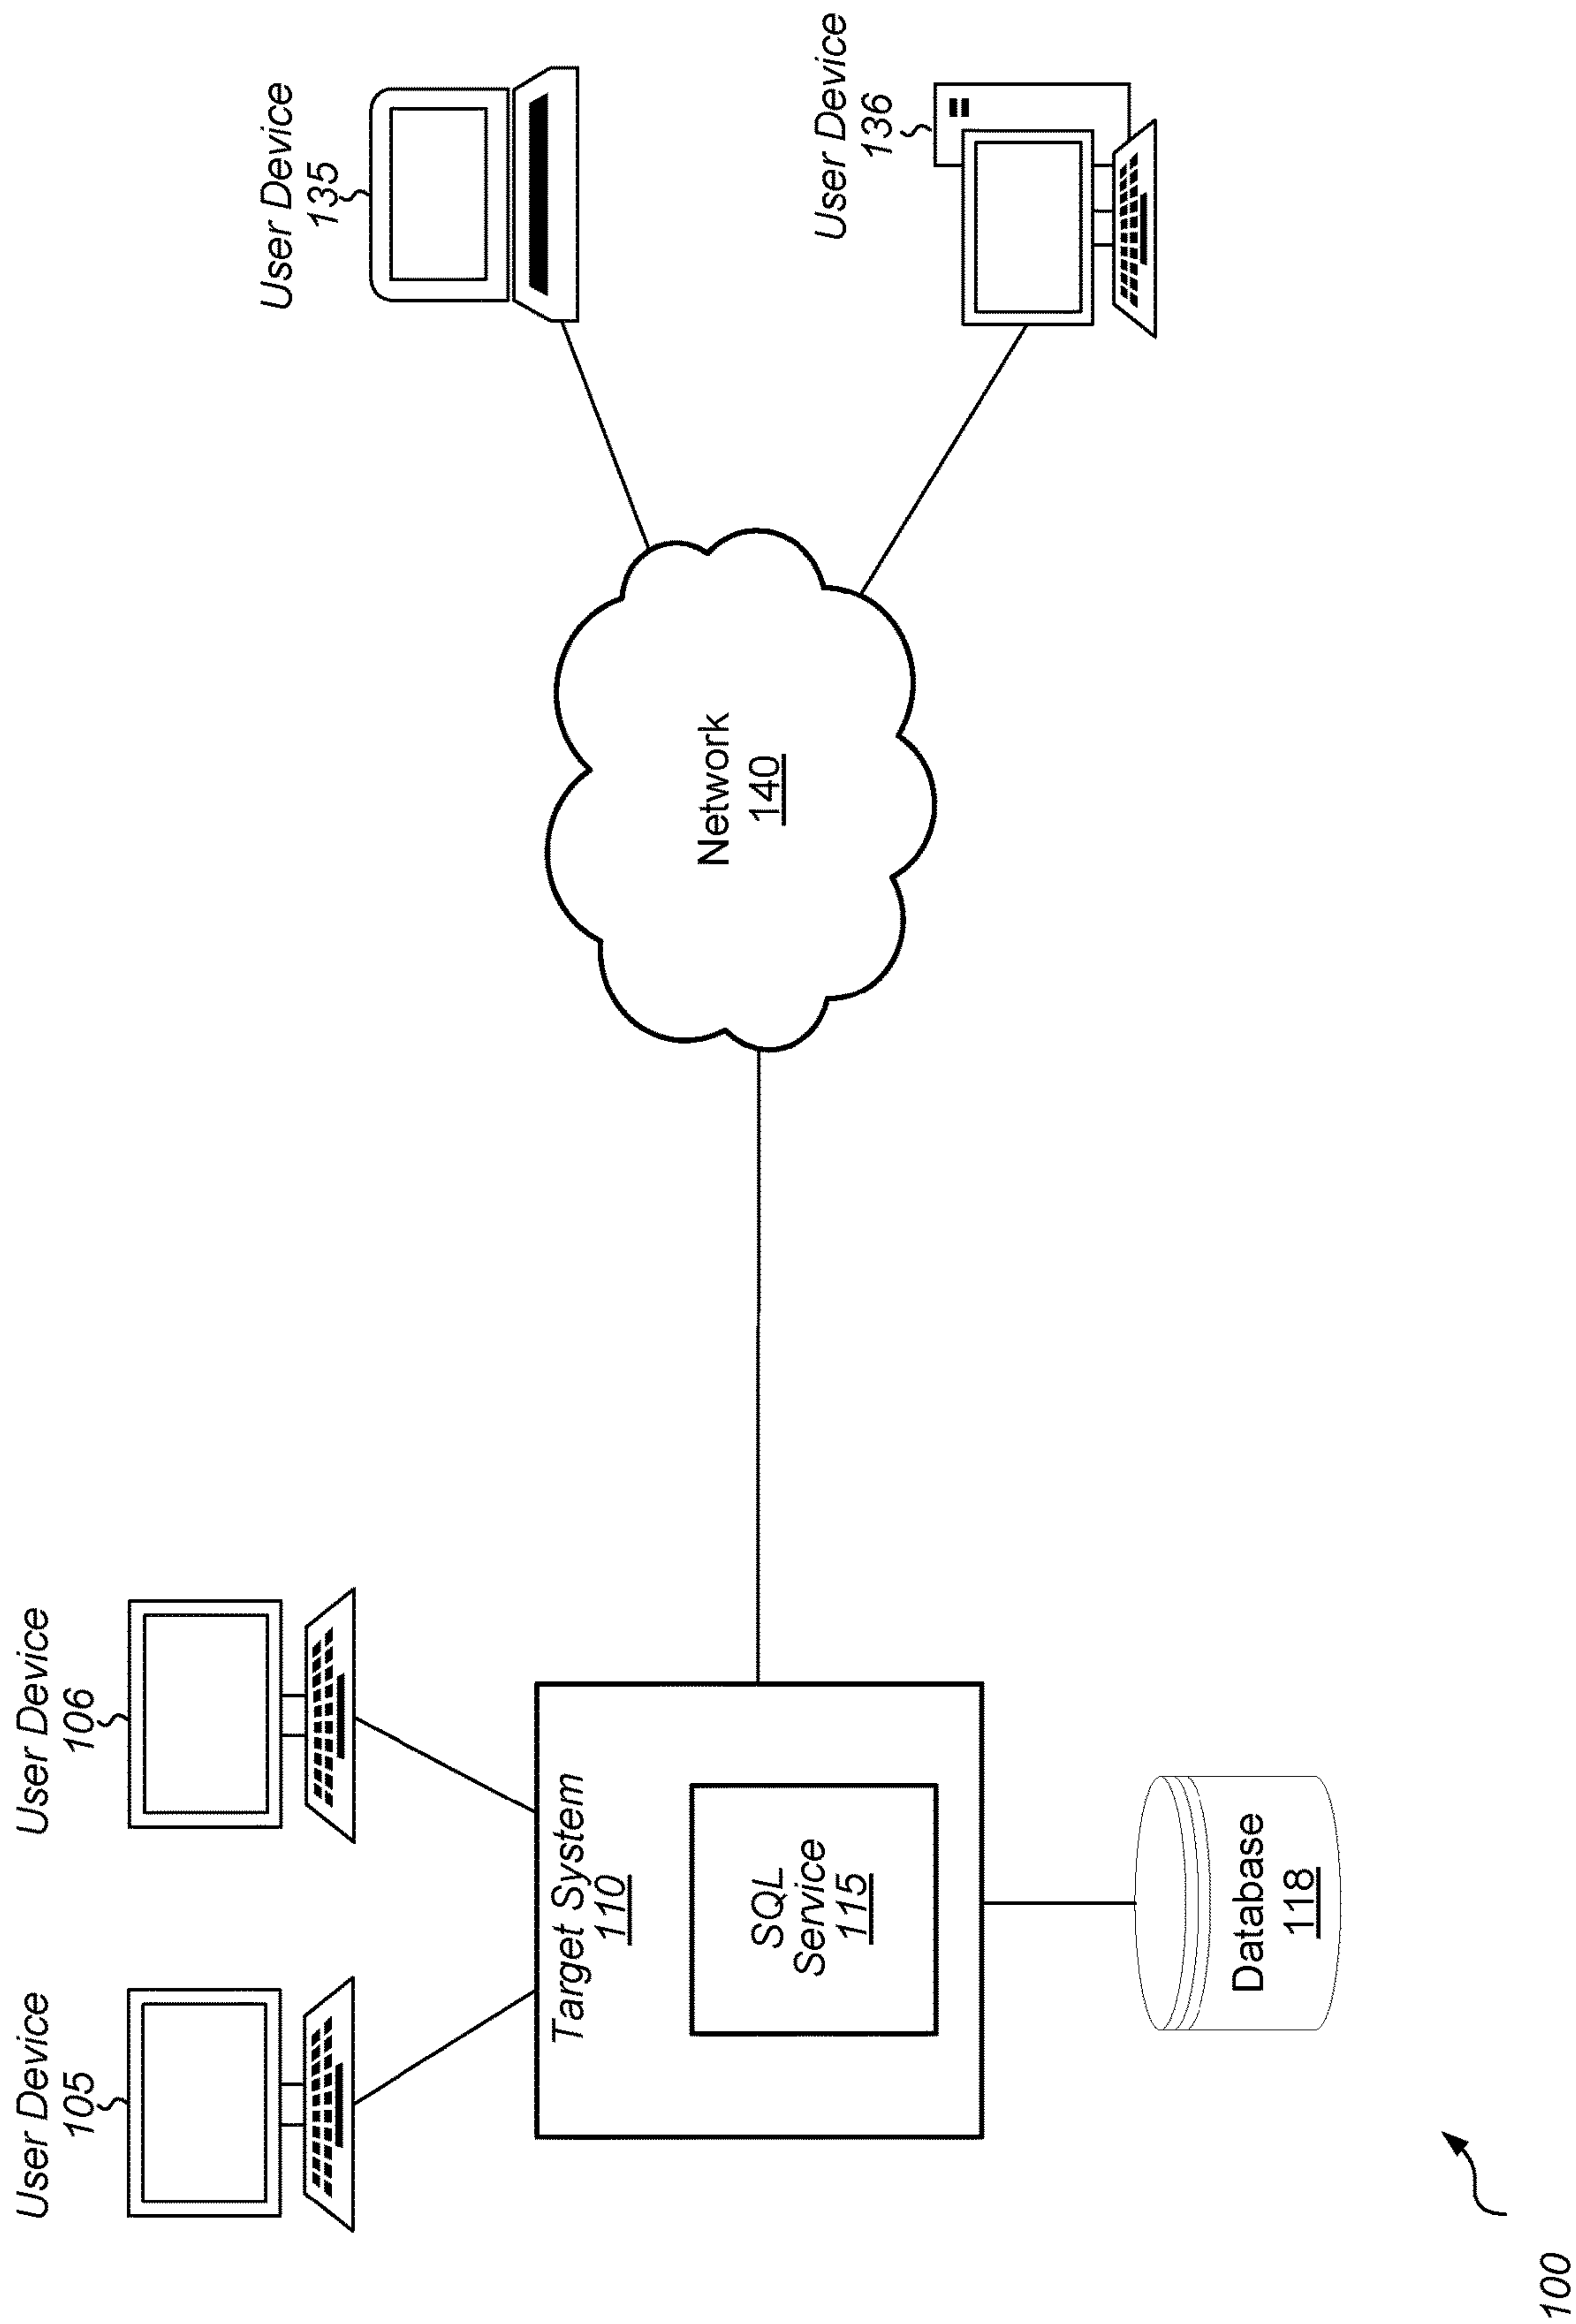 User Device
105
User Device
106
User Device
135
Target System
110
Network
140
SQL
Service
115
User Device
136
Database
118
100